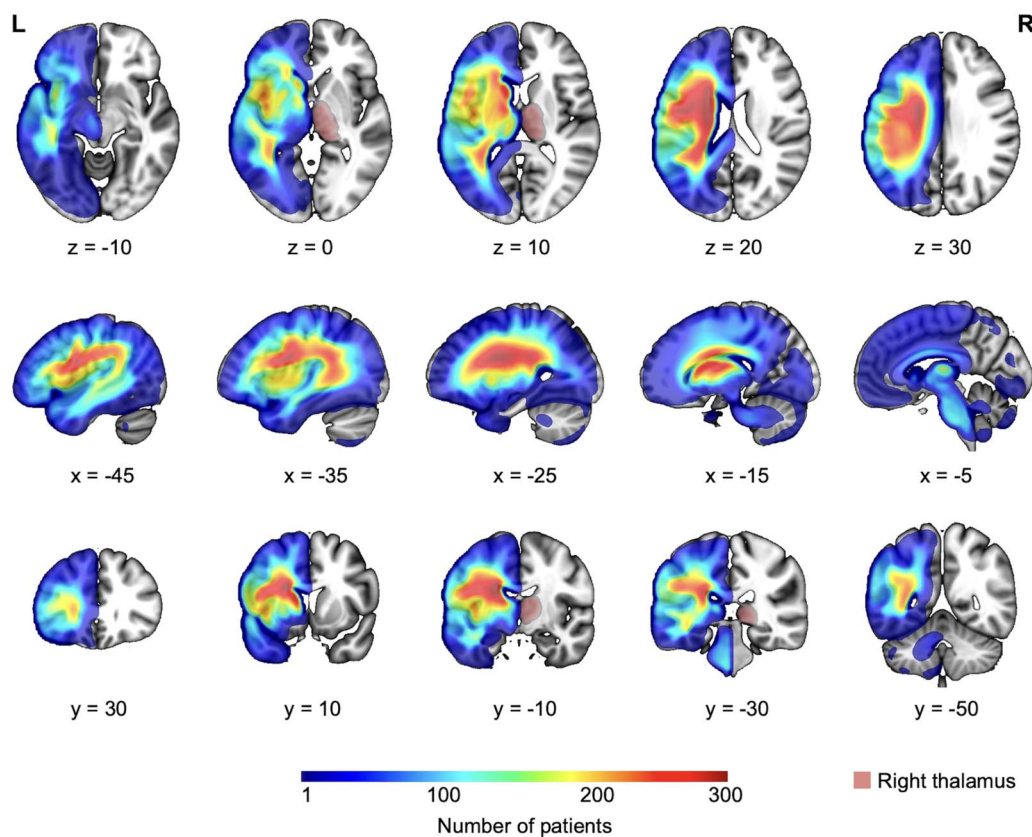 L R
z = -10 z = 0 z = 10 z = 20 z = 30
x = -45 x = -35 x = -25 x = -15 x = -5
y = 30 y = 10 y = -10 y = -30 y = -50
1 100 200 300 Right thalamus
Number of patients